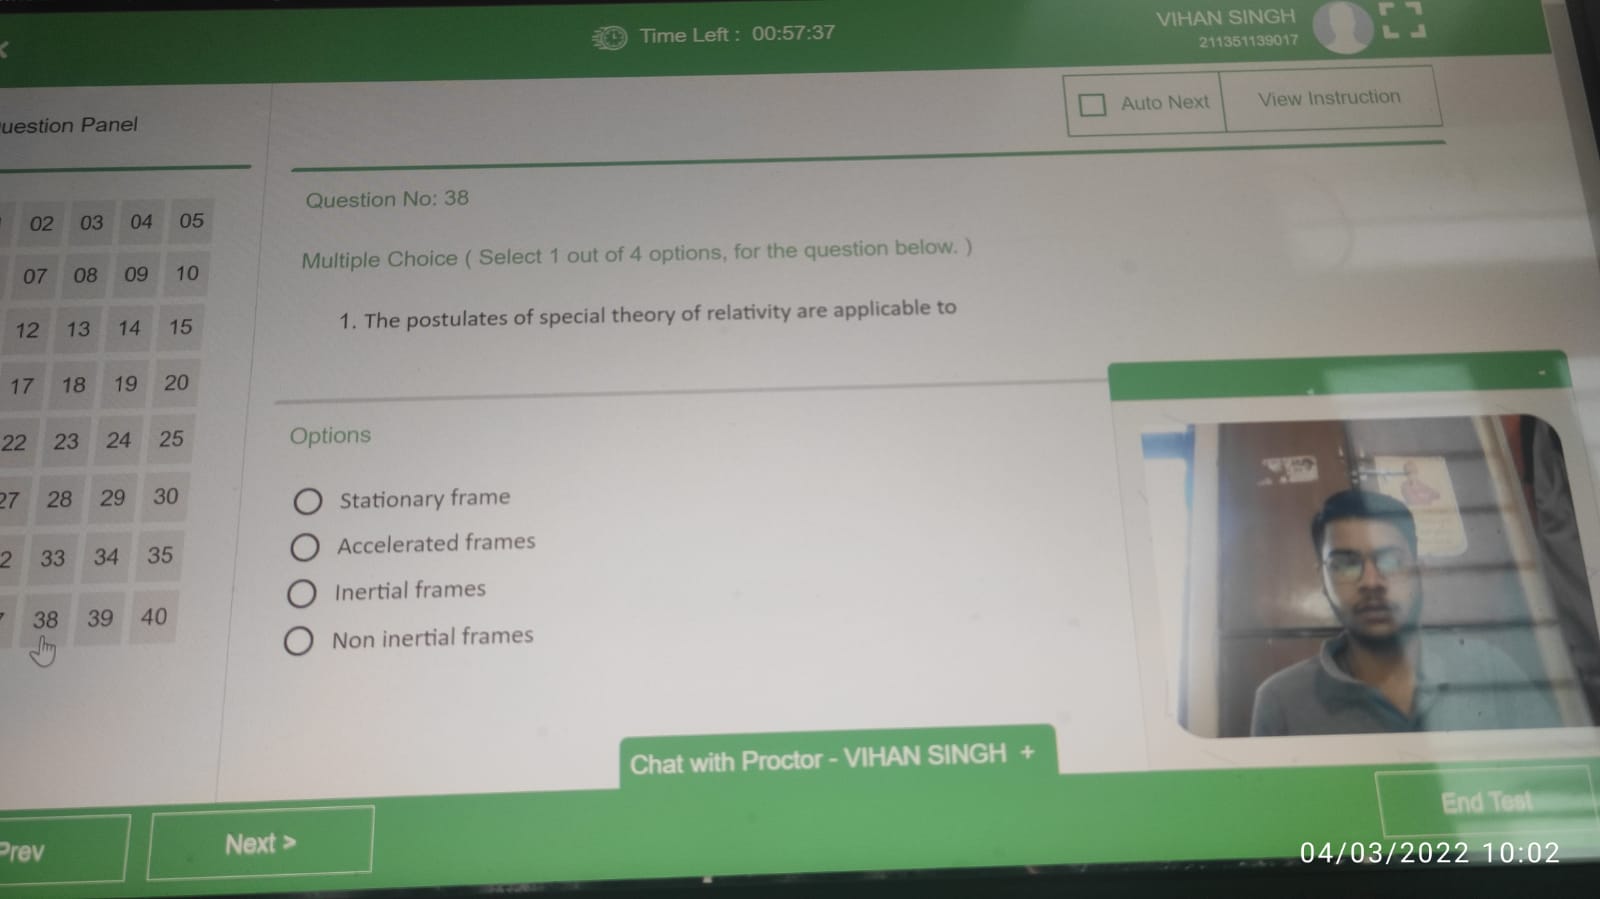 Time Left : 00:57:37
VIHAN SINGH
211351139017
Auto Next
View Instruction
uestion Panel
Question No: 38
02 03 04 05
07 08 09 10
12 13 14 15
17 18 19 20
22 23 24 25
27 28 29 30
2 33 34 35
38 39 40
Multiple Choice ( Select 1 out of 4 options, for the question below. )
1. The postulates of special theory of relativity are applicable to
Options
Stationary frame
Accelerated frames
Inertial frames
Non inertial frames
Chat with Proctor - VIHAN SINGH +
Prev
Next >
End Test
04/03/2022 10:02